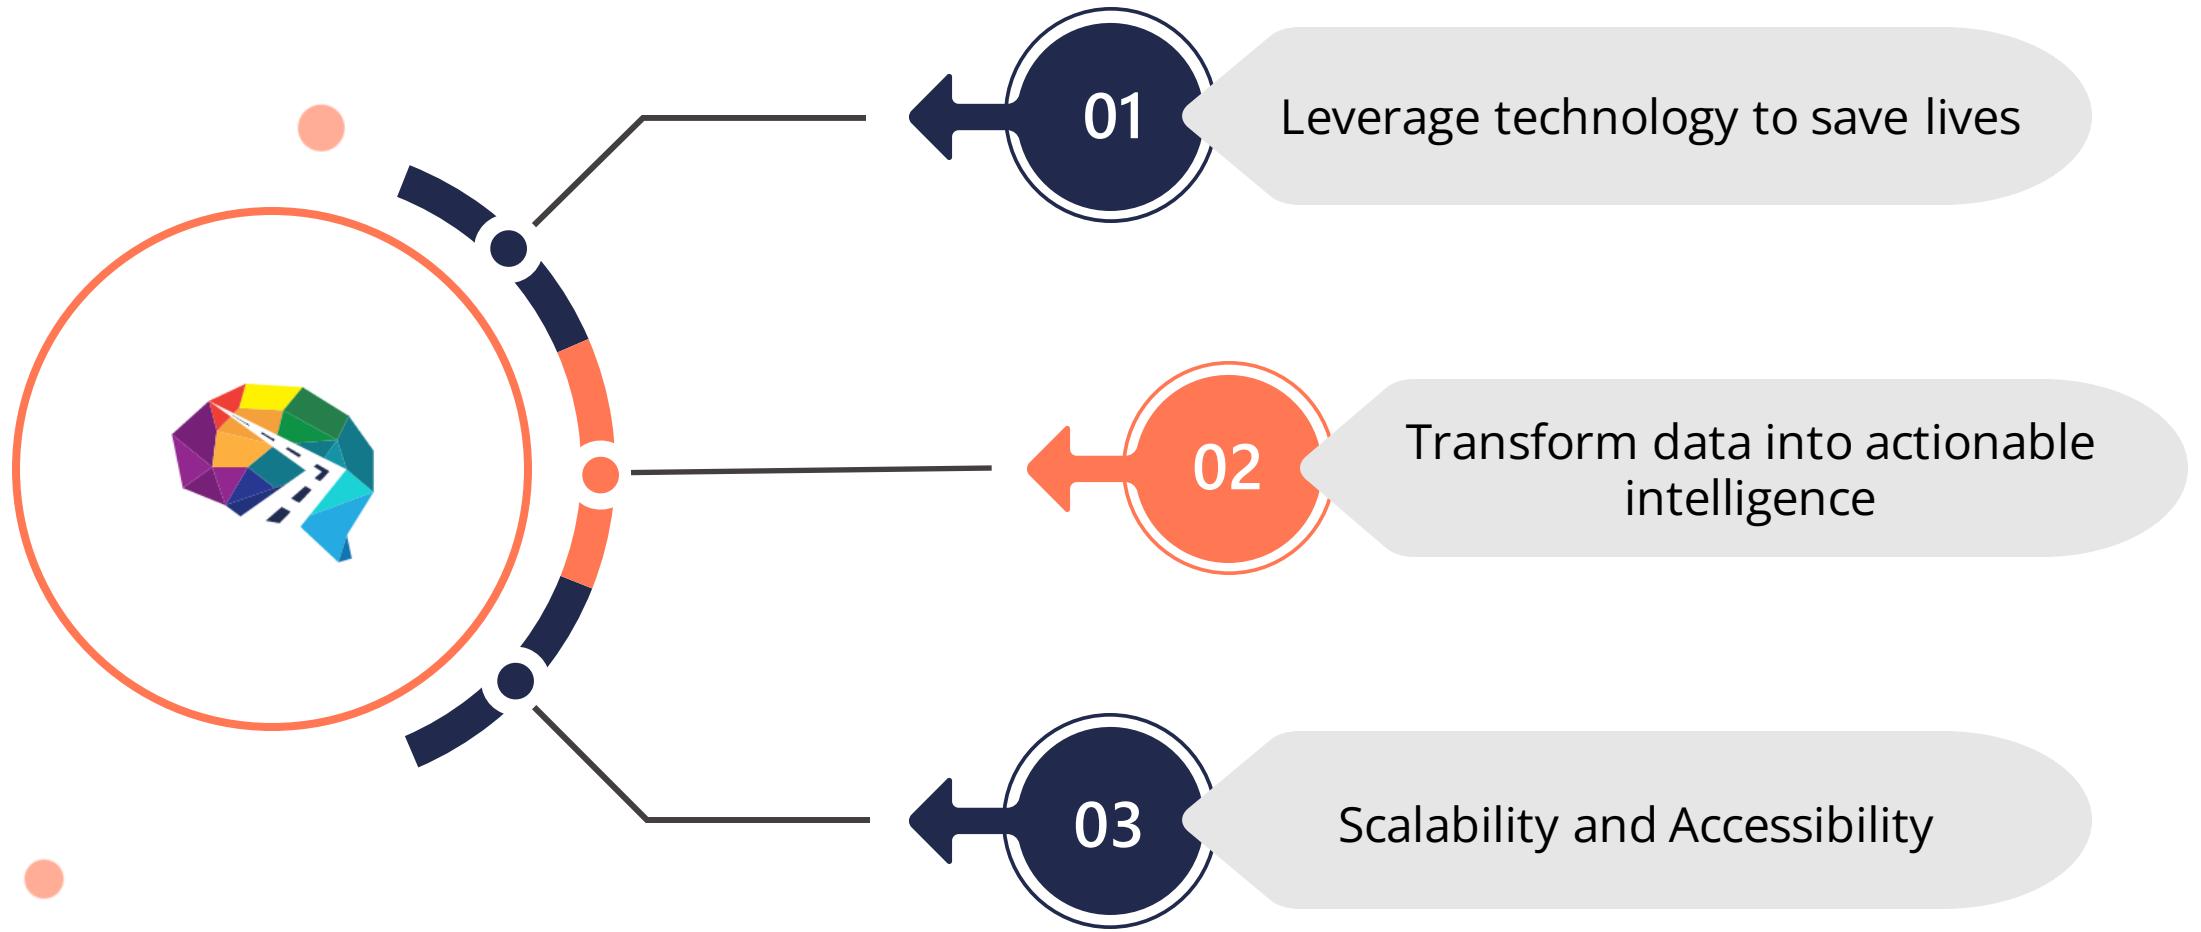 01
Leverage technology to save lives
02
Transform data into actionable
intelligence
03
Scalability and Accessibility